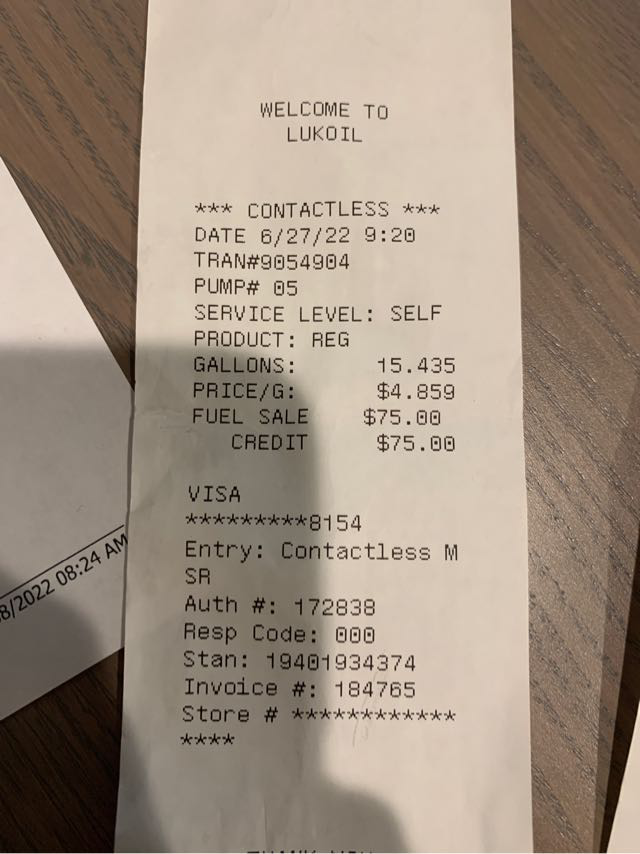 WELCOME TO
LUKOIL
*** CONTACTLESS ***
DATE 6/27/22 9:20
TRAN#9054904
PUMP# 05
SERVICE LEVEL: SELF
PRODUCT: REG
GALLONS: 15.435
PRICE/G: $4.859
FUEL SALE $75.00
CREDIT $75.00
VISA
*********8154
Entry: Contactless M
SR
Auth #: 172838
Resp Code: 000
Stan: 19401934374
Invoice #: 184765
Store # ************
****
8/2022 08:24 AM